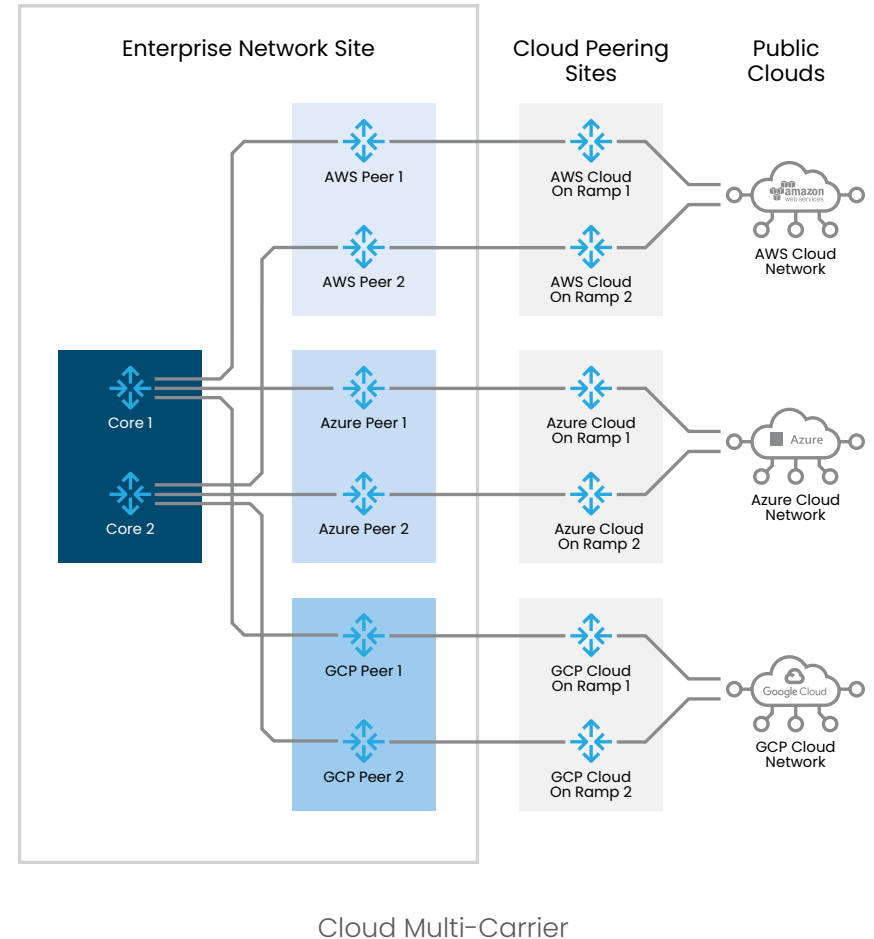 Enterprise Network Site
Cloud Peering
Sites
Public
Clouds
AWS Peer 1
AWS Cloud
On Ramp 1
amazon
web services
AWS Cloud
Network
AWS Peer 2
AWS Cloud
On Ramp 2
Core 1
Azure Peer 1
Azure Cloud
On Ramp 1
Azure
Azure Cloud
Network
Core 2
Azure Peer 2
Azure Cloud
On Ramp 2
GCP Peer 1
GCP Cloud
On Ramp 1
Google Cloud
GCP Cloud
Network
GCP Peer 2
GCP Cloud
On Ramp 2
Cloud Multi-Carrier